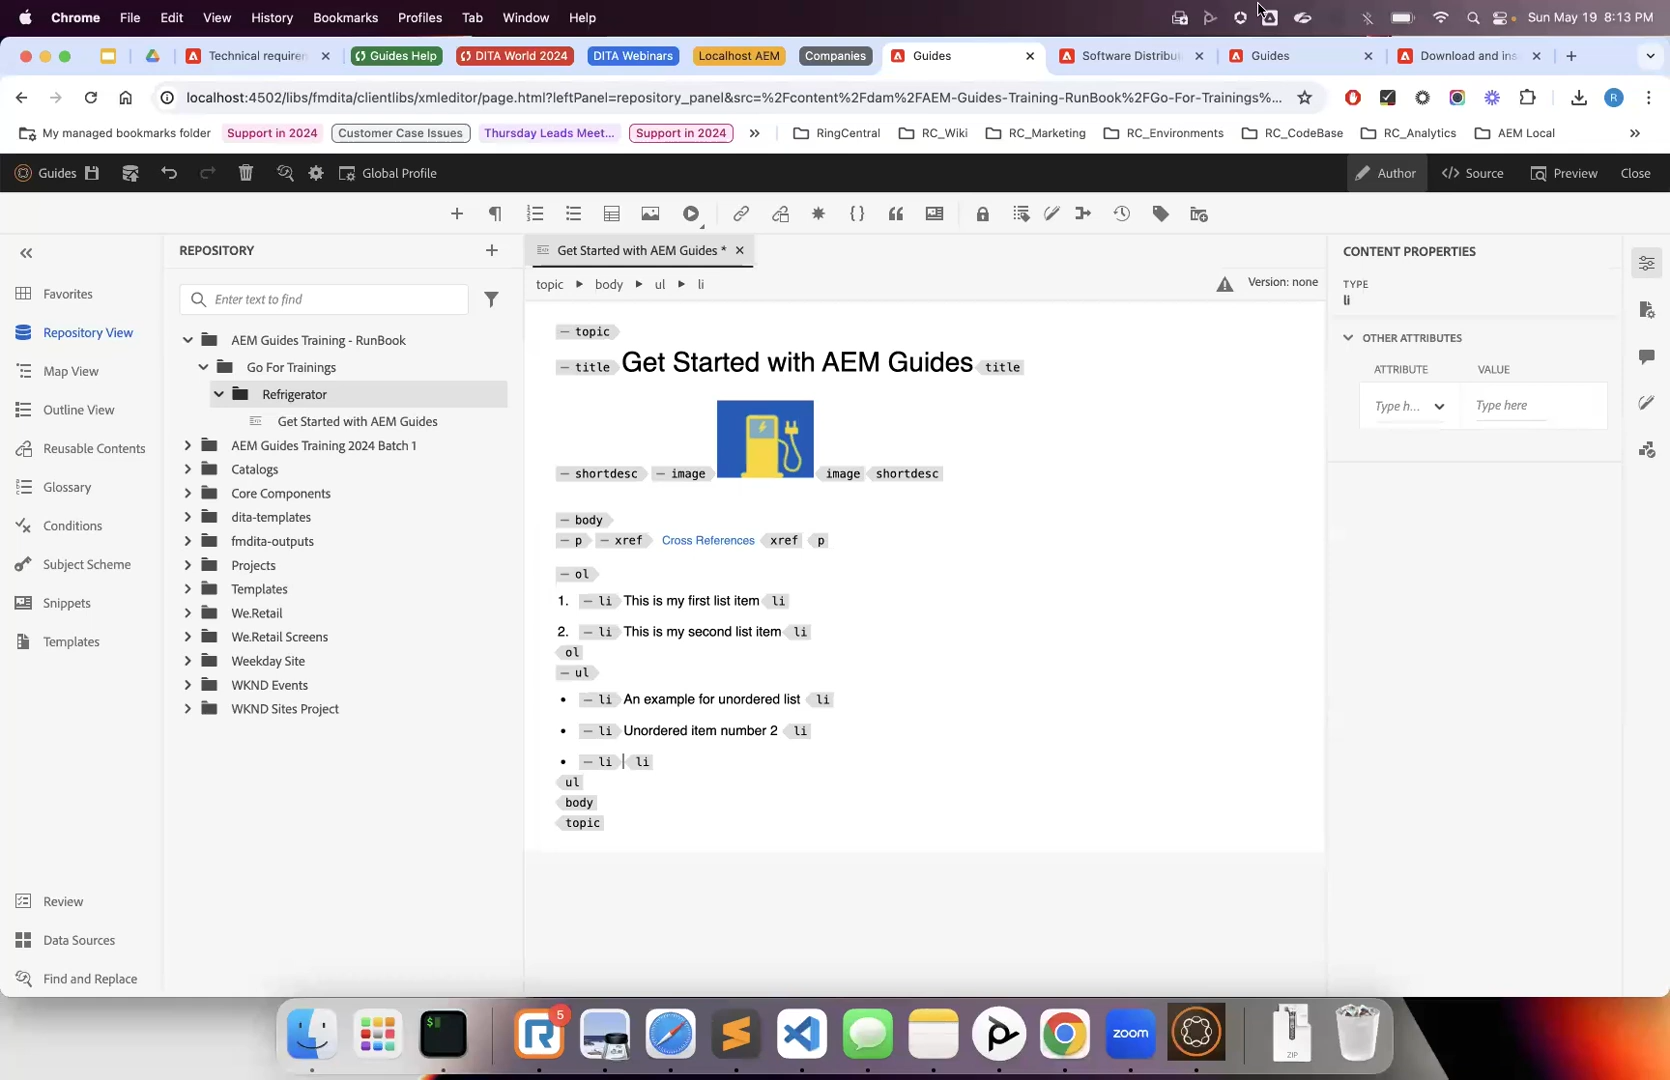 Chrome File Edit View History Bookmarks Profiles Tab Window Help Sun May 19 8:13 PM
Technical requiren Guides Help DITA World 2024 DITA Webinars Localhost AEM Companies Guides Software Distribu Guides Download and ins
localhost:4502/libs/fmdita/clientlibs/xmleditor/page.html?leftPanel=repository_panel&src=%2Fcontent%2Fdam%2FAEM-Guides-Training-RunBook%2FGo-For-Trainings%... R
My managed bookmarks folder Support in 2024 Customer Case Issues Thursday Leads Meet... Support in 2024 » RingCentral RC_Wiki RC_Marketing RC_Environments RC_CodeBase RC_Analytics AEM Local »
Guides Global Profile Author </> Source Preview Close
REPOSITORY
Get Started with AEM Guides *
CONTENT PROPERTIES
topic body ul li
Version: none
TYPE
li
Enter text to find
OTHER ATTRIBUTES
ATTRIBUTE VALUE
Type h... Type here
Favorites
Repository View
Map View
Outline View
Reusable Contents
Glossary
Conditions
Subject Scheme
Snippets
Templates
Review
Data Sources
Find and Replace
AEM Guides Training - RunBook
Go For Trainings
Refrigerator
Get Started with AEM Guides
AEM Guides Training 2024 Batch 1
Catalogs
Core Components
dita-templates
fmdita-outputs
Projects
Templates
We.Retail
We.Retail Screens
Weekday Site
WKND Events
WKND Sites Project
topic
title Get Started with AEM Guides title
shortdesc image image shortdesc
body
p xref Cross References xref p
ol
1. li This is my first list item li
2. li This is my second list item li
ol
ul
• li An example for unordered list li
• li Unordered item number 2 li
• li li
ul
body
topic
5
zoom
ZIP